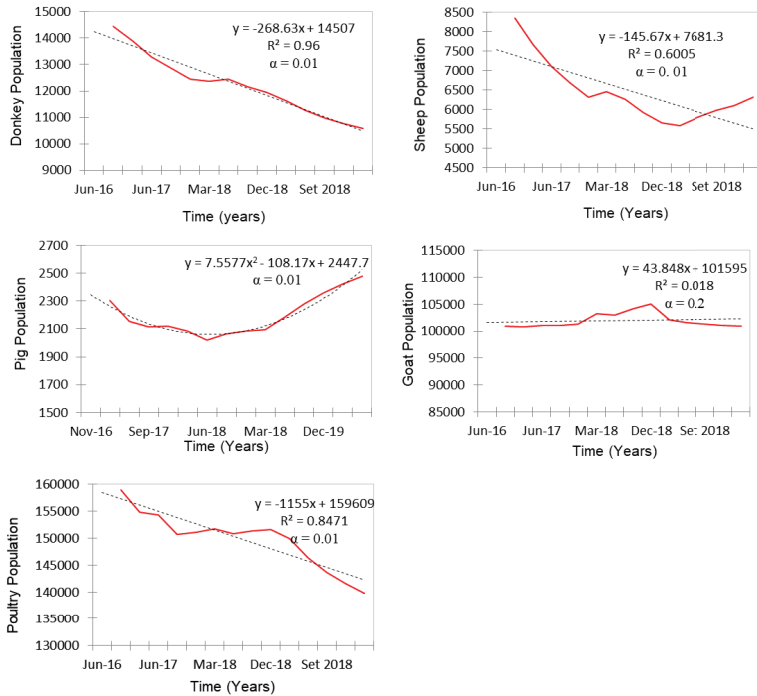 Donkey Population
15000
14000
13000
12000
11000
10000
9000
y = -268.63x + 14507
R² = 0.96
α = 0.01
Jun-16 Jun-17 Mar-18 Dec-18 Set 2018
Time (years)
Sheep Population
8500
8000
7500
7000
6500
6000
5500
5000
4500
y = -145.67x + 7681.3
R² = 0.6005
α = 0.01
Jun-16 Jun-17 Mar-18 Dec-18 Set 2018
Time (Years)
Pig Population
2700
2500
2300
2100
1900
1700
1500
y = 7.5577x² - 108.17x + 2447.7
α = 0.01
Nov-16 Sep-17 Jun-18 Mar-18 Dec-19
Time (Years)
Goat Population
115000
110000
105000
100000
95000
90000
85000
y = 43.848x - 101595
R² = 0.018
α = 0.2
Jun-16 Jun-17 Mar-18 Dec-18 Set 2018
Time (Years)
Poultry Population
160000
155000
150000
145000
140000
135000
130000
y = -1155x + 159609
R² = 0.8471
α = 0.01
Jun-16 Jun-17 Mar-18 Dec-18 Set 2018
Time (Years)